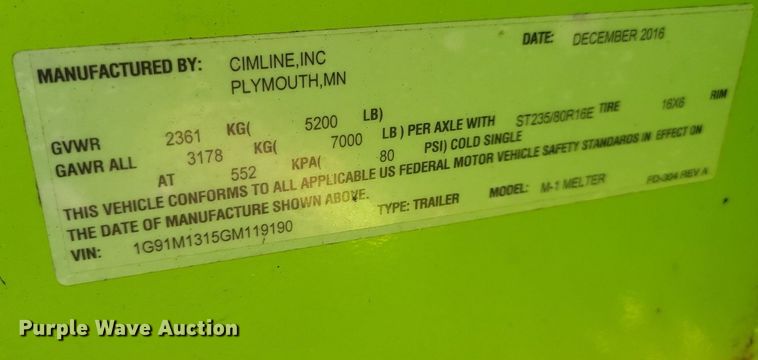 MANUFACTURED BY: CIMLINE,INC DATE: DECEMBER 2016
PLYMOUTH,MN
GVWR 2361 KG( 5200 LB)
GAWR ALL 3178 KG( 7000 LB) PER AXLE WITH ST235/80R16E TIRE 16X6 RIM
AT 552 KPA( 80 PSI) COLD SINGLE
THIS VEHICLE CONFORMS TO ALL APPLICABLE US FEDERAL MOTOR VEHICLE SAFETY STANDARDS IN EFFECT ON
THE DATE OF MANUFACTURE SHOWN ABOVE.
VIN: 1G91M1315GM119190 TYPE: TRAILER MODEL: M-1 MELTER PD-384 REV A
Purple Wave Auction